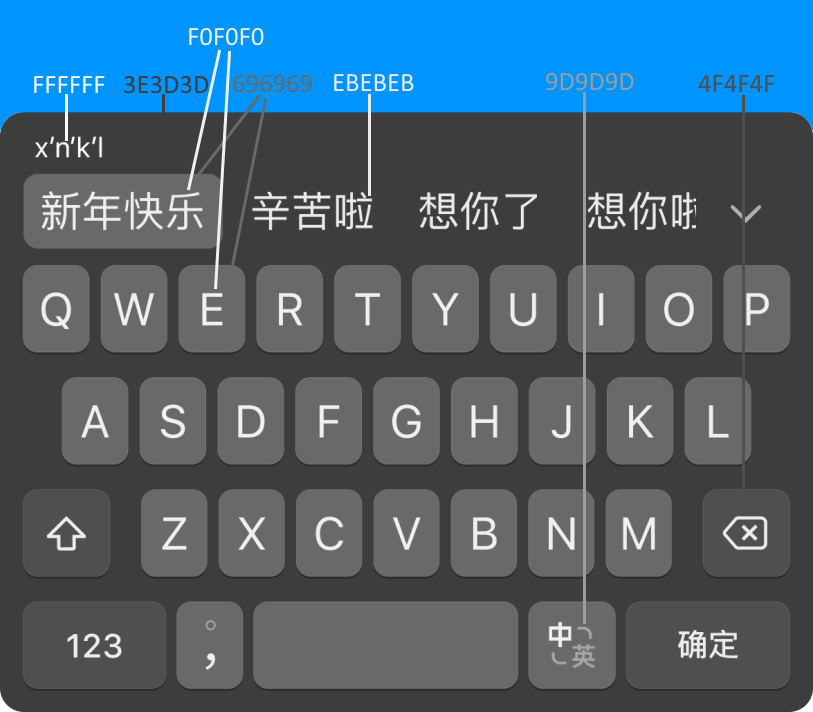 F0F0F0
FFFFFF 3E3D3D 696969 EBEBEB 9D9D9D 4F4F4F
x'n'k'l
新年快乐 辛苦啦 想你了 想你啦
Q W E R T Y U I O P
A S D F G H J K L
Z X C V B N M
123 。 ， 中 英 确定